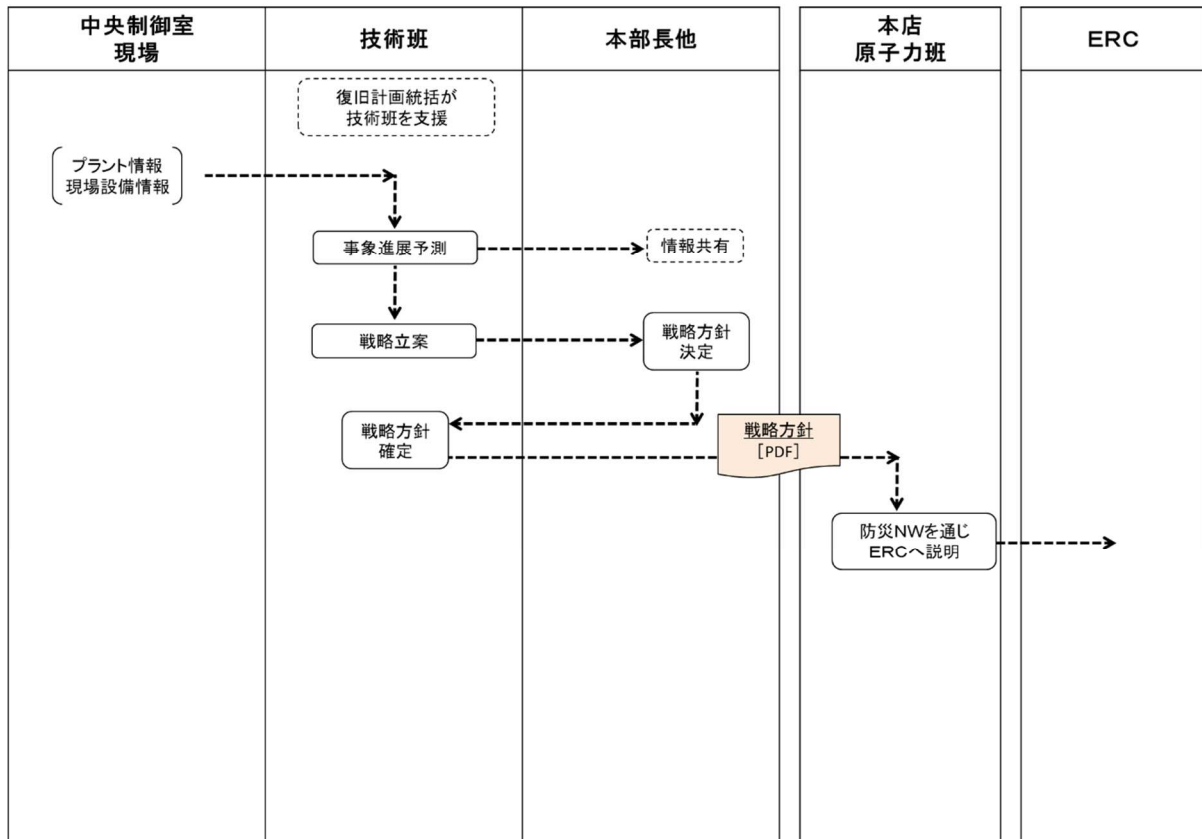 中央制御室
現場
技術班
本部長他
本店
原子力班
ERC
復旧計画統括が
技術班を支援
プラント情報
現場設備情報
事象進展予測
情報共有
戦略立案
戦略方針
決定
戦略方針
確定
戦略方針
[PDF]
防災NWを通じ
ERCへ説明